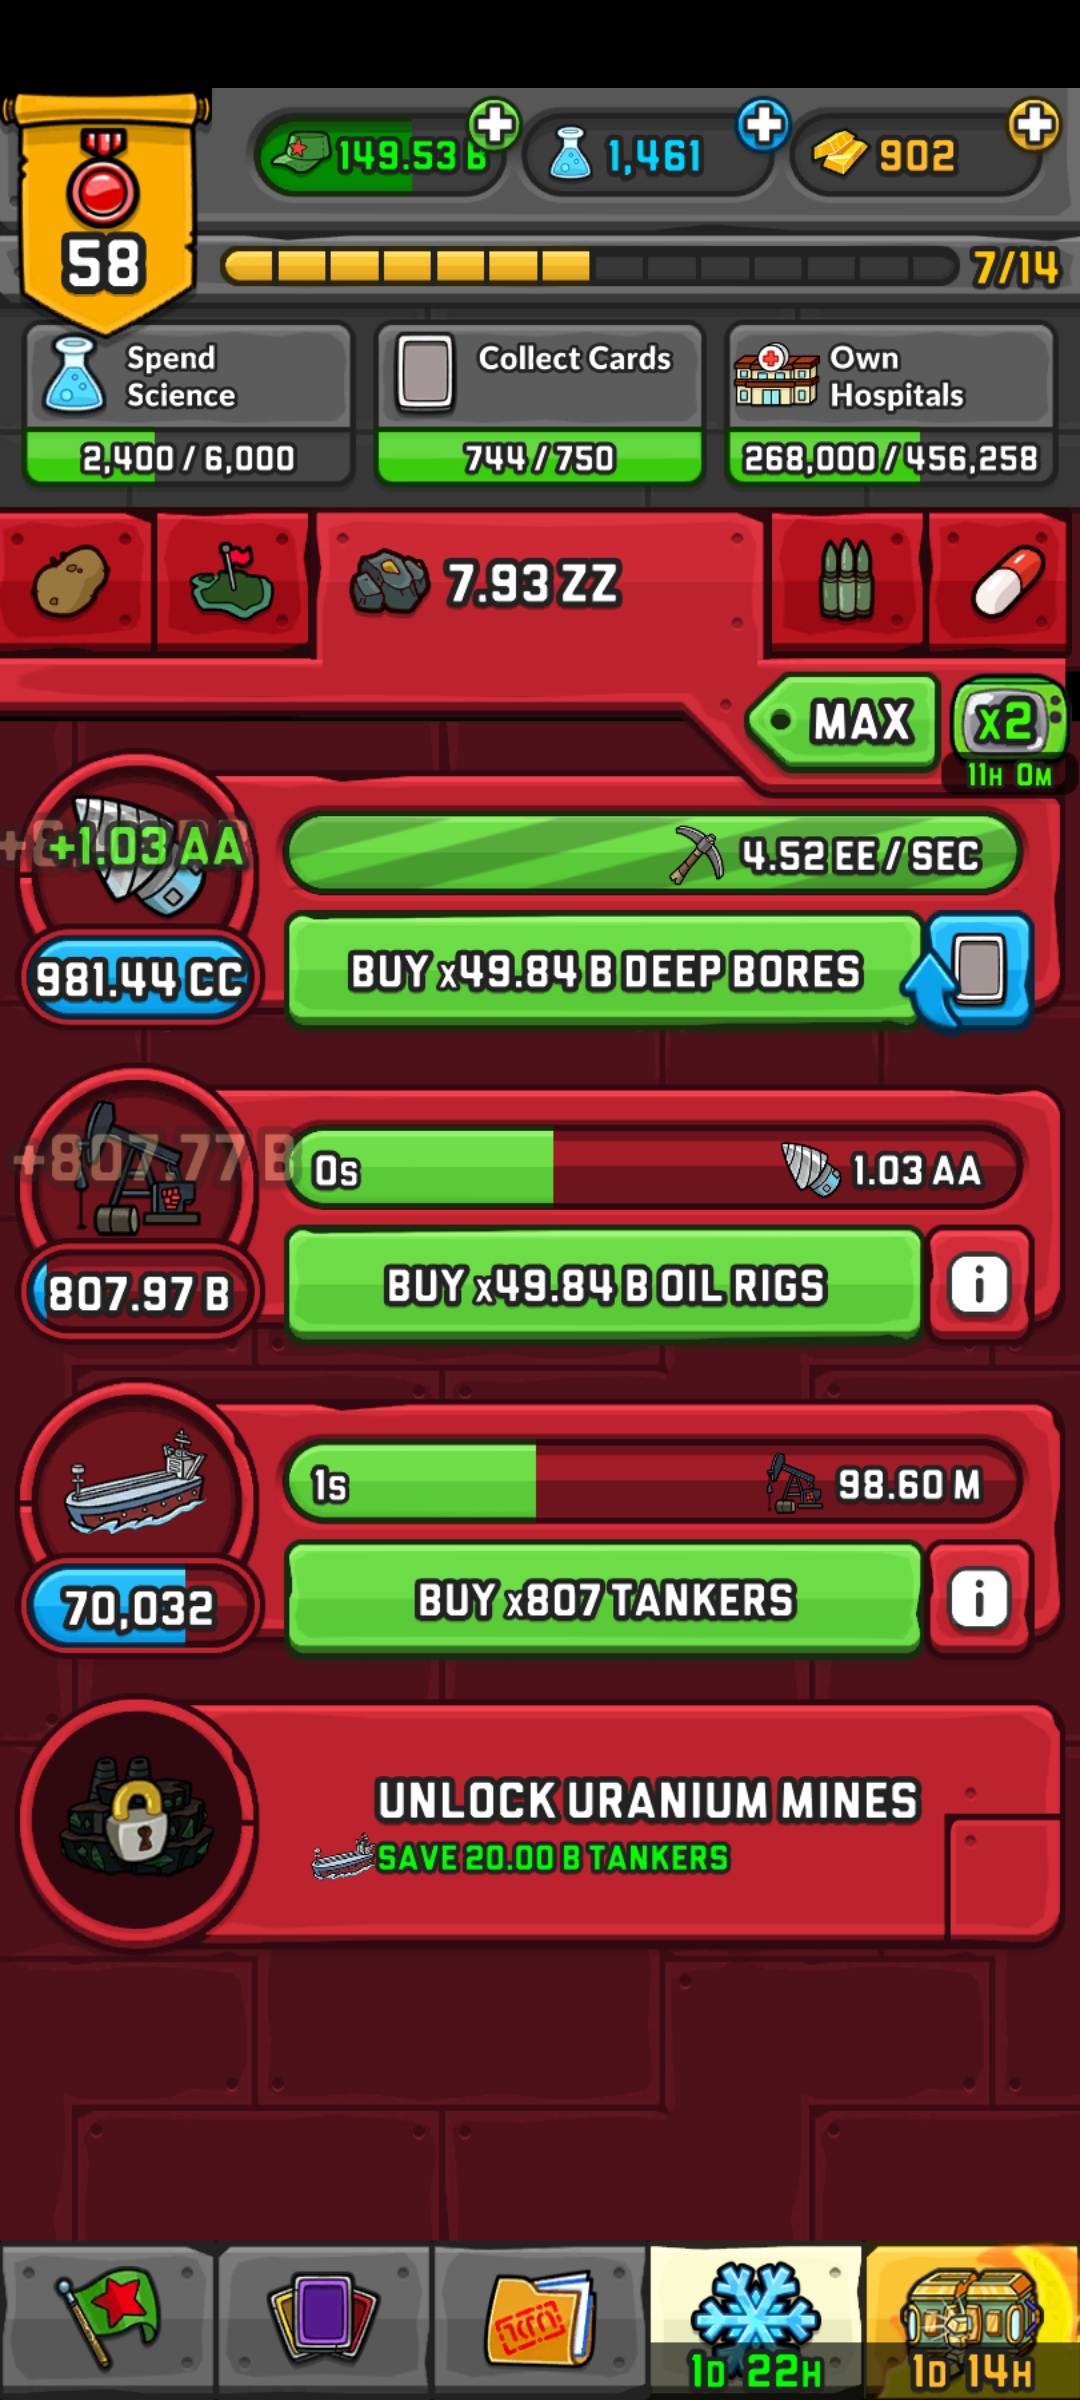 149.53 B
1,461
902
58
7/14
Spend
Science
2,400 / 6,000
Collect Cards
744 / 750
Own
Hospitals
268,000 / 456,258
7.93 ZZ
MAX
x2
11H 0M
+1.03 AA
4.52 EE / SEC
981.44 CC
BUY x49.84 B DEEP BORES
+807.77 B
0s
1.03 AA
807.97 B
BUY x49.84 B OIL RIGS
i
1s
98.60 M
70,032
BUY x807 TANKERS
i
UNLOCK URANIUM MINES
SAVE 20.00 B TANKERS
1D 22H
1D 14H